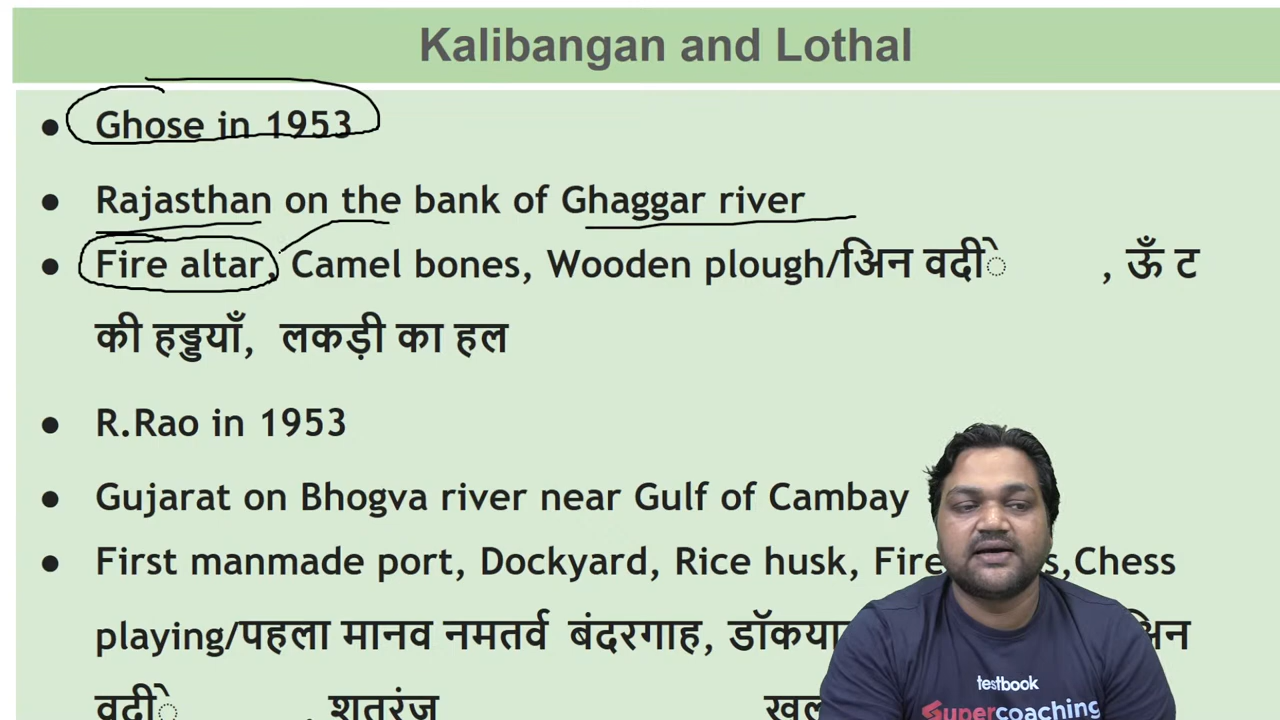 Kalibangan and Lothal
● Ghose in 1953
● Rajasthan on the bank of Ghaggar river
● Fire altar, Camel bones, Wooden plough/अिन वदीे , ऊँ ट
की हड्डयाँ, लकड़ी का हल
● R.Rao in 1953
● Gujarat on Bhogva river near Gulf of Cambay
● First manmade port, Dockyard, Rice husk, Fire Chess
playing/पहला मानव नमतर्व बंदरगाह,
वदीे , शतरंज
testbook
Supercoaching